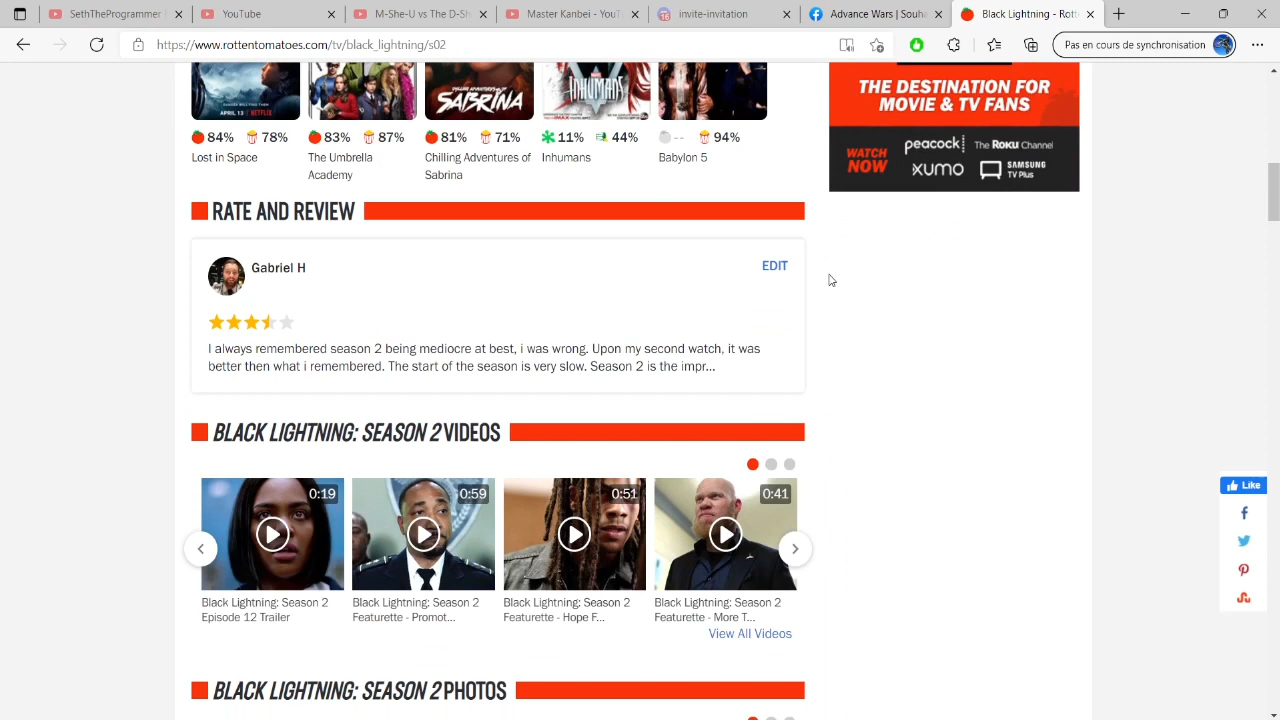 SetTheProgrammer
YouTube
M-She-U vs The D-Sh
Master Kanbei - YouT
16
invite-invitation
Advance Wars | Souha
Black Lightning - Rott
https://www.rottentomatoes.com/tv/black_lightning/s02
Pas en cours de synchronisation
APRIL 13 NETFLIX
SABRINA
INHUMANS
84% 78%
83% 87%
81% 71%
11% 44%
-- 94%
Lost in Space
The Umbrella
Academy
Chilling Adventures of
Sabrina
Inhumans
Babylon 5
THE DESTINATION FOR
MOVIE & TV FANS
WATCH
NOW
peacock
The Roku Channel
XUMO
SAMSUNG
TV Plus
RATE AND REVIEW
Gabriel H
EDIT
I always remembered season 2 being mediocre at best, i was wrong. Upon my second watch, it was
better then what i remembered. The start of the season is very slow. Season 2 is the impr...
BLACK LIGHTNING: SEASON 2 VIDEOS
0:19
0:59
0:51
0:41
Black Lightning: Season 2
Episode 12 Trailer
Black Lightning: Season 2
Featurette - Promot...
Black Lightning: Season 2
Featurette - Hope F...
Black Lightning: Season 2
Featurette - More T...
View All Videos
Like
BLACK LIGHTNING: SEASON 2 PHOTOS